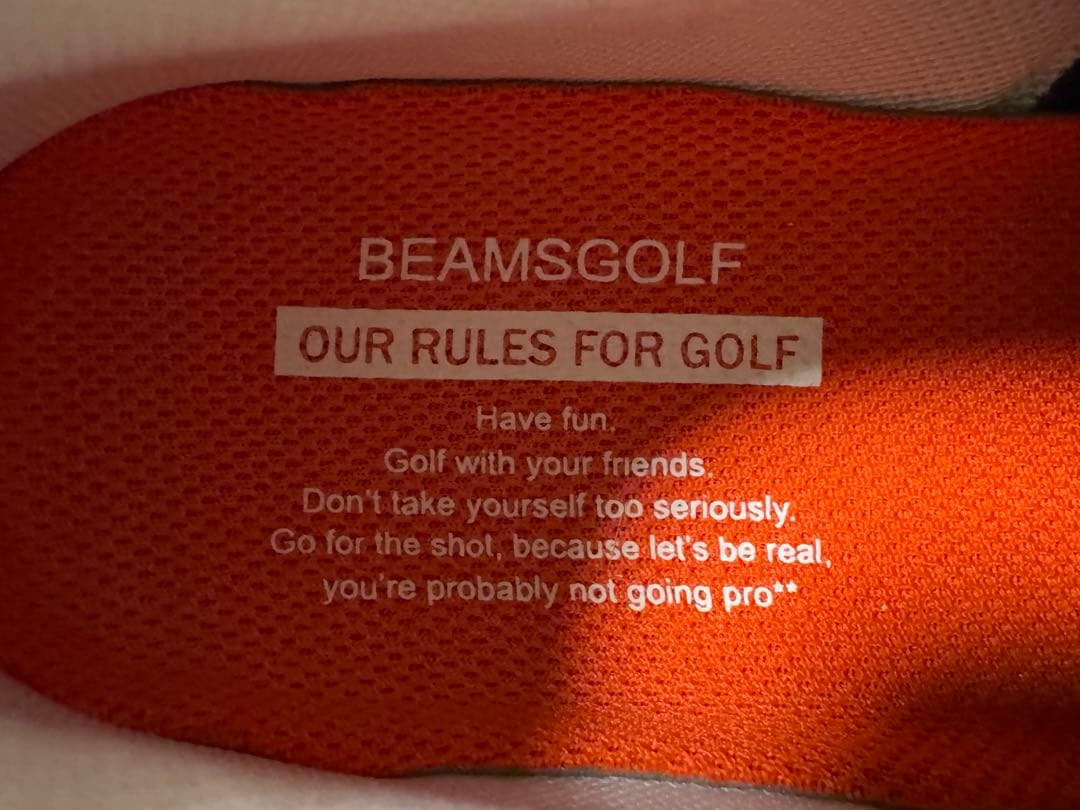 BEAMSGOLF
OUR RULES FOR GOLF
Have fun.
Golf with your friends.
Don't take yourself too seriously.
Go for the shot, because let's be real,
you're probably not going pro**